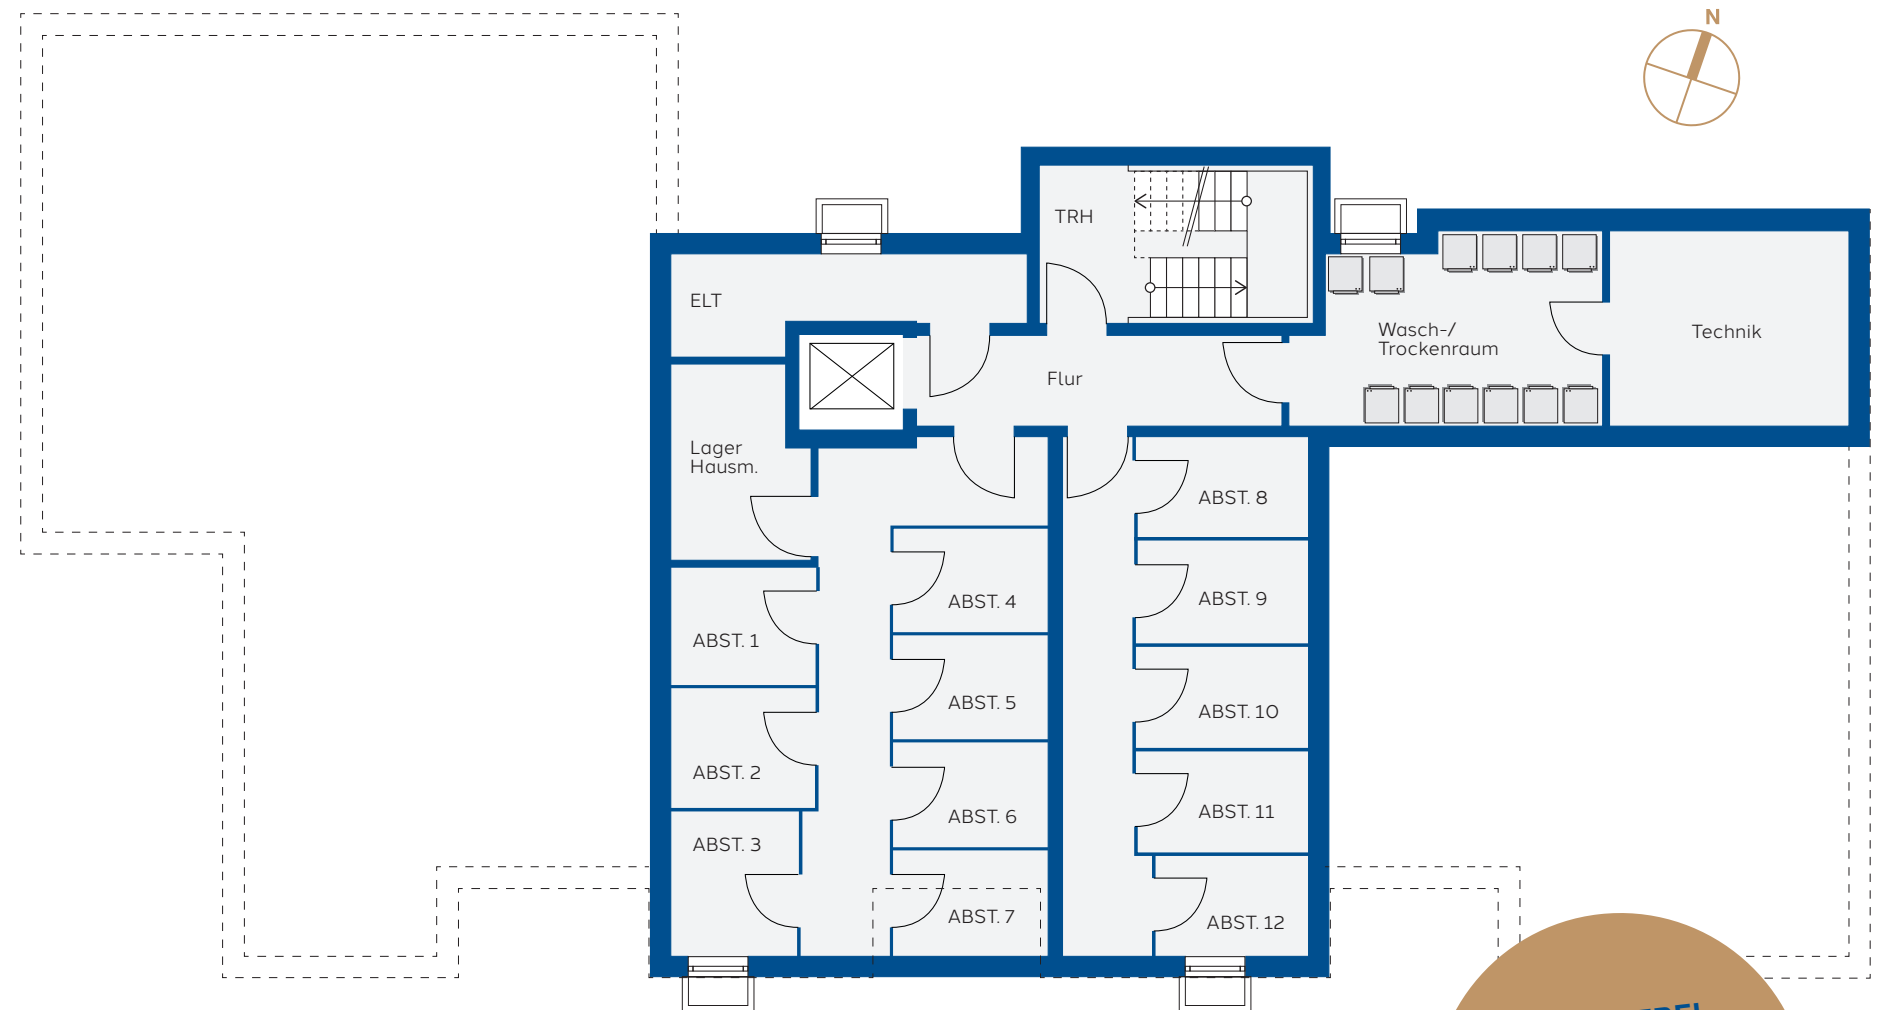 N
TRH
ELT
Wasch-/
Trockenraum
Technik
Flur
Lager
Hausm.
ABST. 8
ABST. 4
ABST. 9
ABST. 1
ABST. 5
ABST. 10
ABST. 2
ABST. 6
ABST. 11
ABST. 3
ABST. 7
ABST. 12